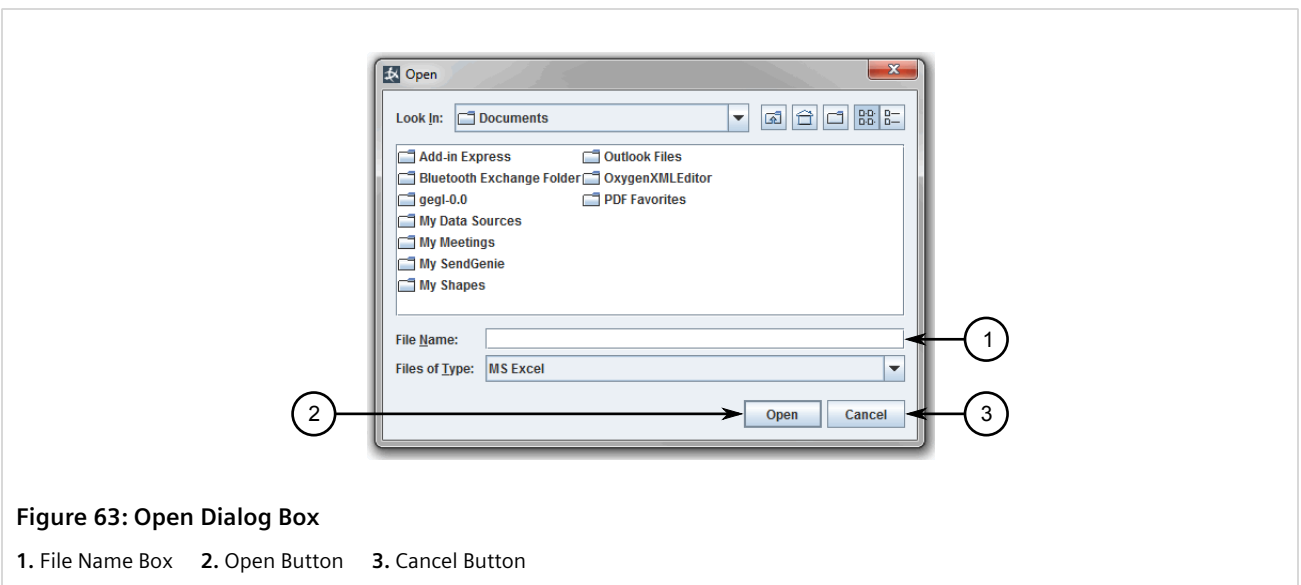 Open
Look In: Documents
Add-in Express Outlook Files
Bluetooth Exchange Folder OxygenXMLEditor
gegl-0.0 PDF Favorites
My Data Sources
My Meetings
My SendGenie
My Shapes
File Name: 1
Files of Type: MS Excel
2 Open Cancel 3
Figure 63: Open Dialog Box
1. File Name Box 2. Open Button 3. Cancel Button